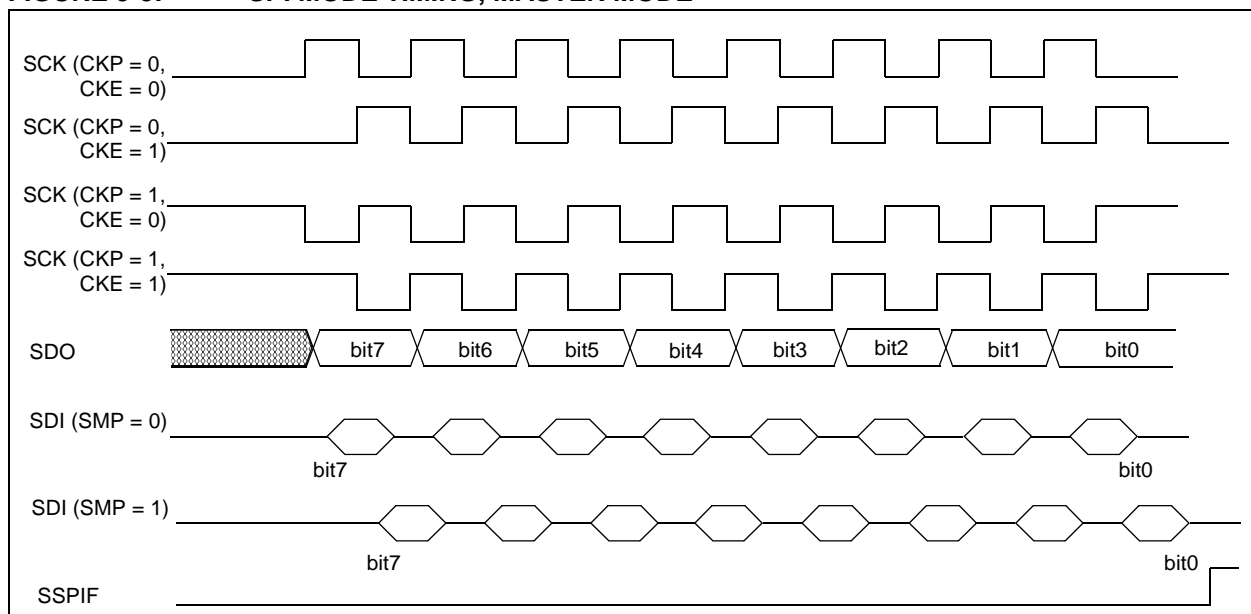 SCK (CKP = 0,
CKE = 0)
SCK (CKP = 0,
CKE = 1)
SCK (CKP = 1,
CKE = 0)
SCK (CKP = 1,
CKE = 1)
SDO bit7 bit6 bit5 bit4 bit3 bit2 bit1 bit0
SDI (SMP = 0)
bit7 bit0
SDI (SMP = 1)
bit7 bit0
SSPIF